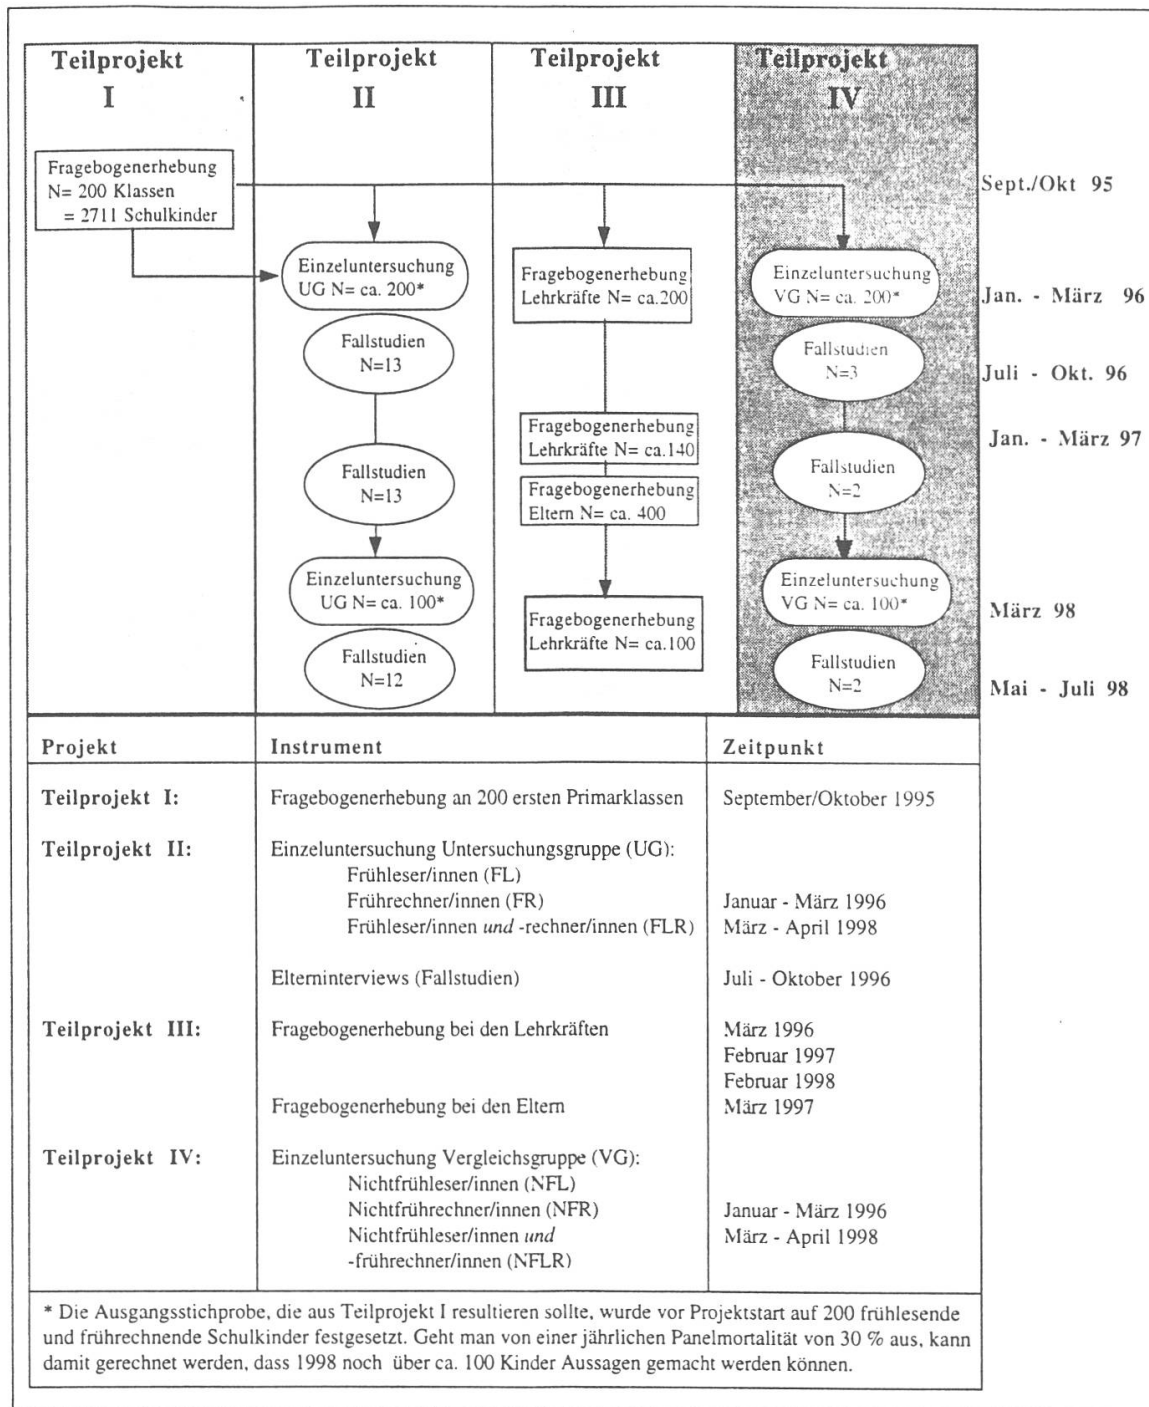 Teilprojekt I
Teilprojekt II
Teilprojekt III
Teilprojekt IV
Fragebogenerhebung
N= 200 Klassen
= 2711 Schulkinder
Sept./Okt 95
Einzeluntersuchung
UG N= ca. 200*
Fragebogenerhebung
Lehrkräfte N= ca.200
Einzeluntersuchung
VG N= ca. 200*
Jan. - März 96
Fallstudien
N=13
Fallstudien
N=3
Juli - Okt. 96
Fragebogenerhebung
Lehrkräfte N= ca.140
Jan. - März 97
Fallstudien
N=13
Fragebogenerhebung
Eltern N= ca. 400
Fallstudien
N=2
Einzeluntersuchung
UG N= ca. 100*
Fragebogenerhebung
Lehrkräfte N= ca.100
Einzeluntersuchung
VG N= ca. 100*
März 98
Fallstudien
N=12
Fallstudien
N=2
Mai - Juli 98
Projekt Instrument Zeitpunkt
Teilprojekt I: Fragebogenerhebung an 200 ersten Primarklassen September/Oktober 1995
Teilprojekt II: Einzeluntersuchung Untersuchungsgruppe (UG):
Frühleser/innen (FL)
Frührechner/innen (FR) Januar - März 1996
Frühleser/innen und -rechner/innen (FLR) März - April 1998
Elterninterviews (Fallstudien) Juli - Oktober 1996
Teilprojekt III: Fragebogenerhebung bei den Lehrkräften März 1996
Februar 1997
Februar 1998
Fragebogenerhebung bei den Eltern März 1997
Teilprojekt IV: Einzeluntersuchung Vergleichsgruppe (VG):
Nichtfrühleser/innen (NFL)
Nichtfrührechner/innen (NFR) Januar - März 1996
Nichtfrühleser/innen und März - April 1998
-frührechner/innen (NFLR)
* Die Ausgangsstichprobe, die aus Teilprojekt I resultieren sollte, wurde vor Projektstart auf 200 frühlesende
und frührechnende Schulkinder festgesetzt. Geht man von einer jährlichen Panelmortalität von 30 % aus, kann
damit gerechnet werden, dass 1998 noch über ca. 100 Kinder Aussagen gemacht werden können.